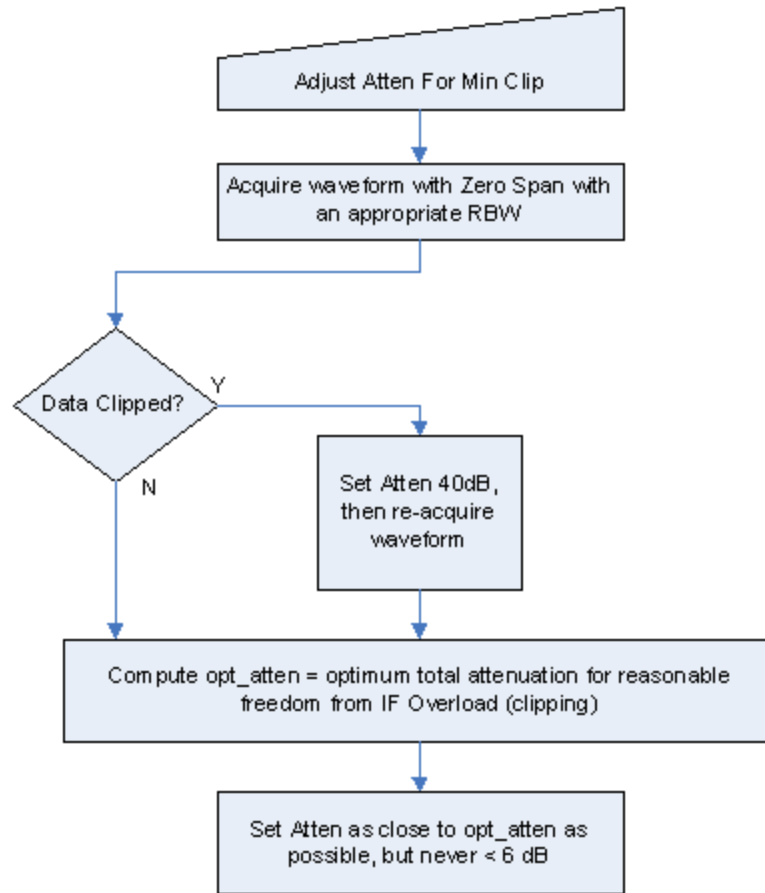 Adjust Atten For Min Clip
Acquire waveform with Zero Span with
an appropriate RBW
Data Clipped?
Y
N
Set Atten 40dB,
then re-acquire
waveform
Compute opt_atten = optimum total attenuation for reasonable
freedom from IF Overload (clipping)
Set Atten as close to opt_atten as
possible, but never < 6 dB